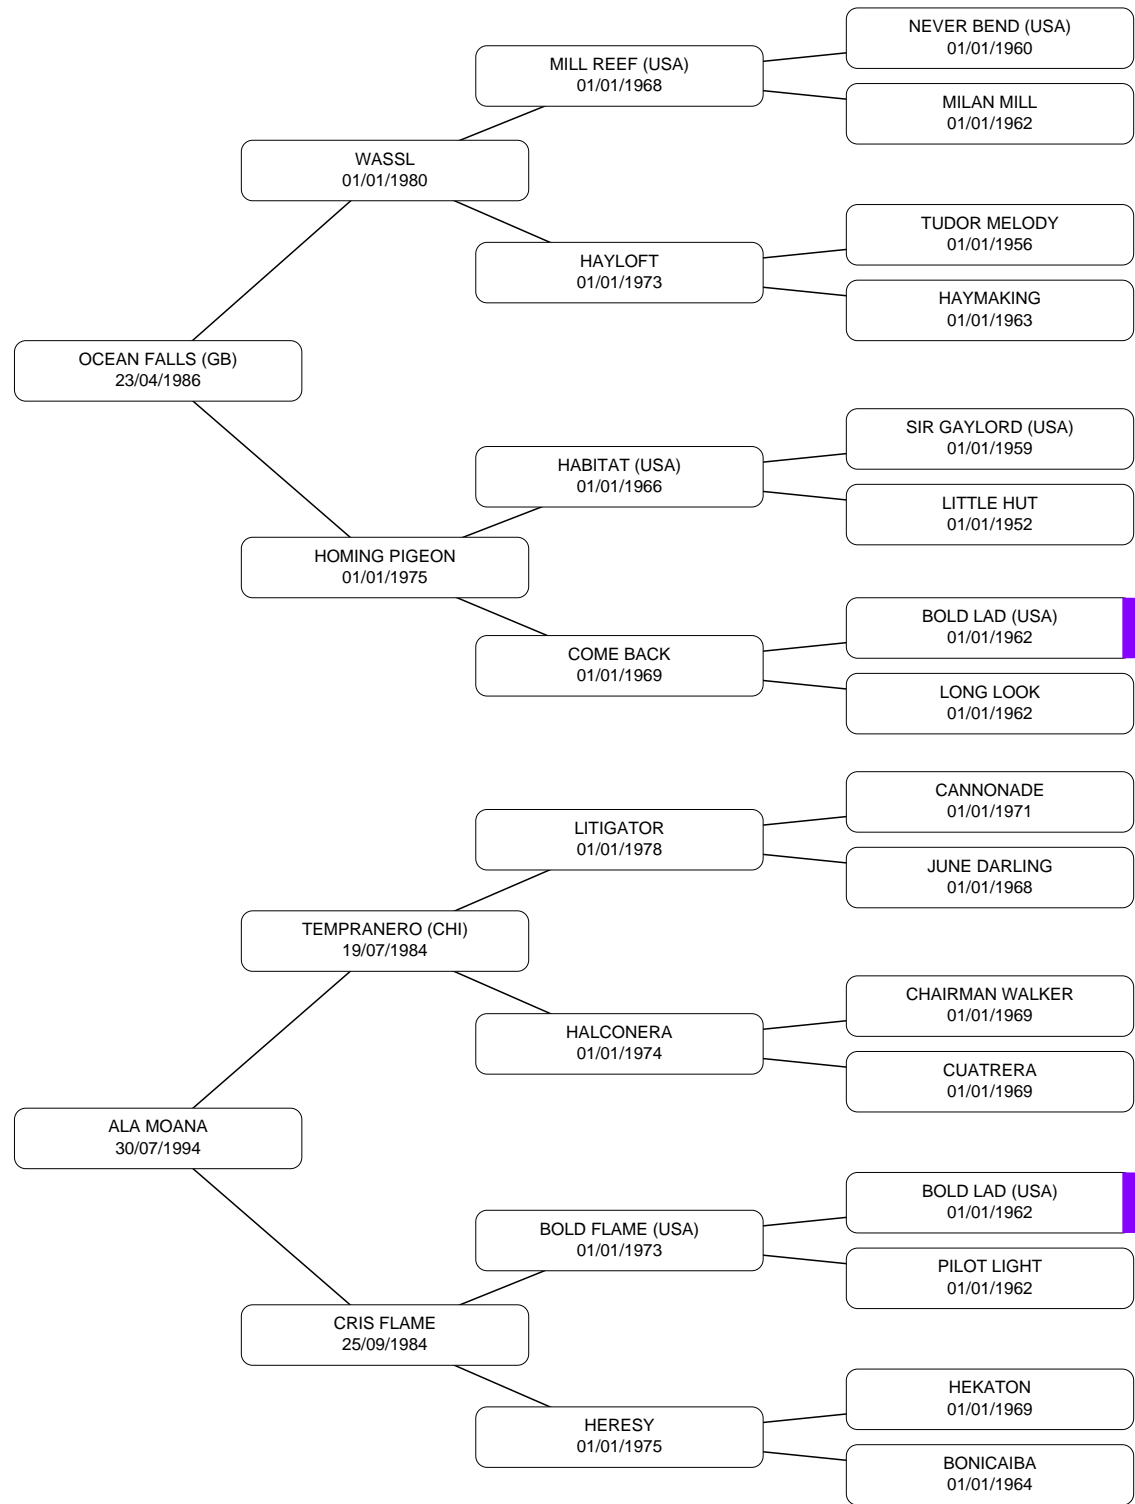 NEVER BEND (USA)
01/01/1960
MILL REEF (USA)
01/01/1968
MILAN MILL
01/01/1962
WASSL
01/01/1980
TUDOR MELODY
01/01/1956
HAYLOFT
01/01/1973
HAYMAKING
01/01/1963
OCEAN FALLS (GB)
23/04/1986
SIR GAYLORD (USA)
01/01/1959
HABITAT (USA)
01/01/1966
LITTLE HUT
01/01/1952
HOMING PIGEON
01/01/1975
BOLD LAD (USA)
01/01/1962
COME BACK
01/01/1969
LONG LOOK
01/01/1962
CANNONADE
01/01/1971
LITIGATOR
01/01/1978
JUNE DARLING
01/01/1968
TEMPRANERO (CHI)
19/07/1984
CHAIRMAN WALKER
01/01/1969
HALCONERA
01/01/1974
CUATRERA
01/01/1969
ALA MOANA
30/07/1994
BOLD LAD (USA)
01/01/1962
BOLD FLAME (USA)
01/01/1973
PILOT LIGHT
01/01/1962
CRIS FLAME
25/09/1984
HEKATON
01/01/1969
HERESY
01/01/1975
BONICAIBA
01/01/1964